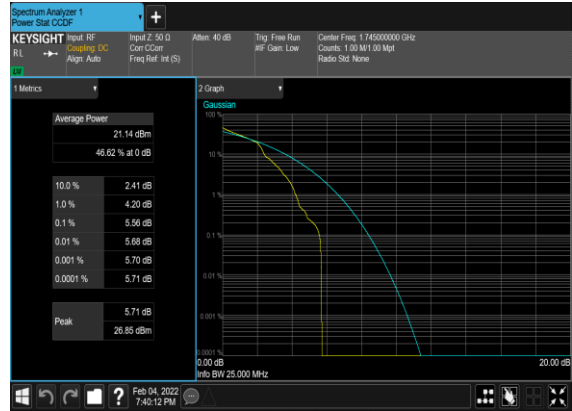 Spectrum Analyzer 1
Power Stat CCDF
KEYSIGHT
RL
Input: RF
Coupling: DC
Align: Auto
Input Z: 50 Ω
Corr CCorr
Freq Ref: Int (S)
Atten: 40 dB
Trig: Free Run
#IF Gain: Low
Center Freq: 1.745000000 GHz
Counts: 1.00 M/1.00 Mpt
Radio Std: None
1 Metrics
Average Power
21.14 dBm
46.62 % at 0 dB
10.0 % 2.41 dB
1.0 % 4.20 dB
0.1 % 5.56 dB
0.01 % 5.68 dB
0.001 % 5.70 dB
0.0001 % 5.71 dB
Peak
5.71 dB
26.85 dBm
2 Graph
Gaussian
100 %
10 %
1 %
0.1 %
0.01 %
0.001 %
0.0001 %
0.00 dB
20.00 dB
Info BW 25.000 MHz
?
Feb 04, 2022
7:40:12 PM